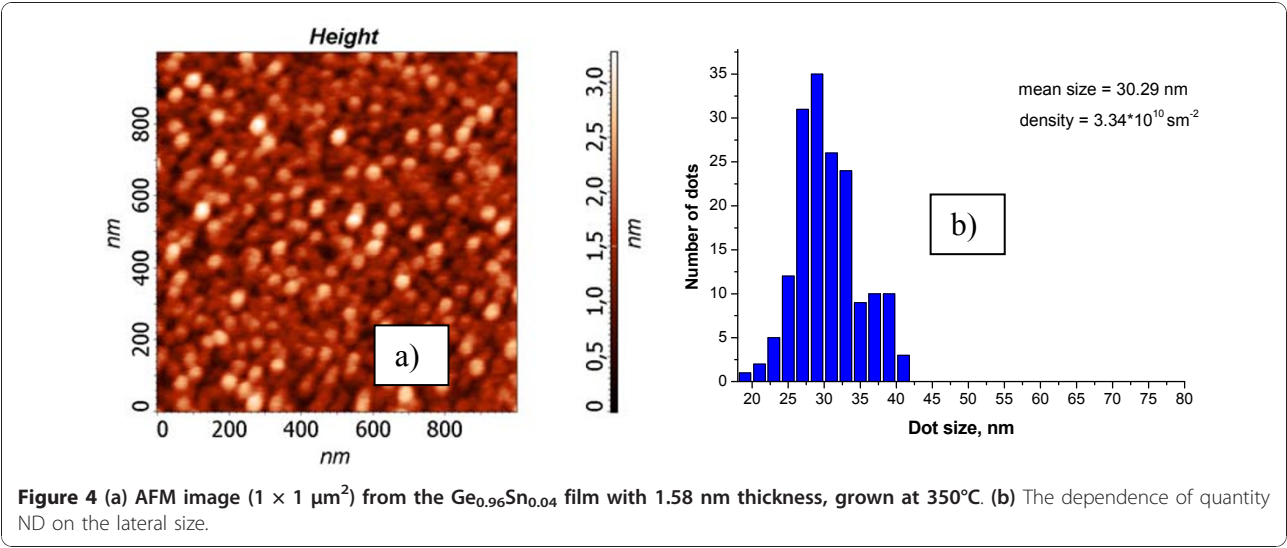 Height
800
600
400
200
0
nm
0 200 400 600 800
nm
a)
3,0
2,5
2,0
1,5
1,0
0,5
0
nm
35
30
25
20
15
10
5
0
Number of dots
mean size = 30.29 nm
density = 3.34*10¹⁰ sm⁻²
b)
20 25 30 35 40 45 50 55 60 65 70 75 80
Dot size, nm
Figure 4 (a) AFM image (1 × 1 μm²) from the Ge₀.₉₆Sn₀.₀₄ film with 1.58 nm thickness, grown at 350°C. (b) The dependence of quantity
ND on the lateral size.